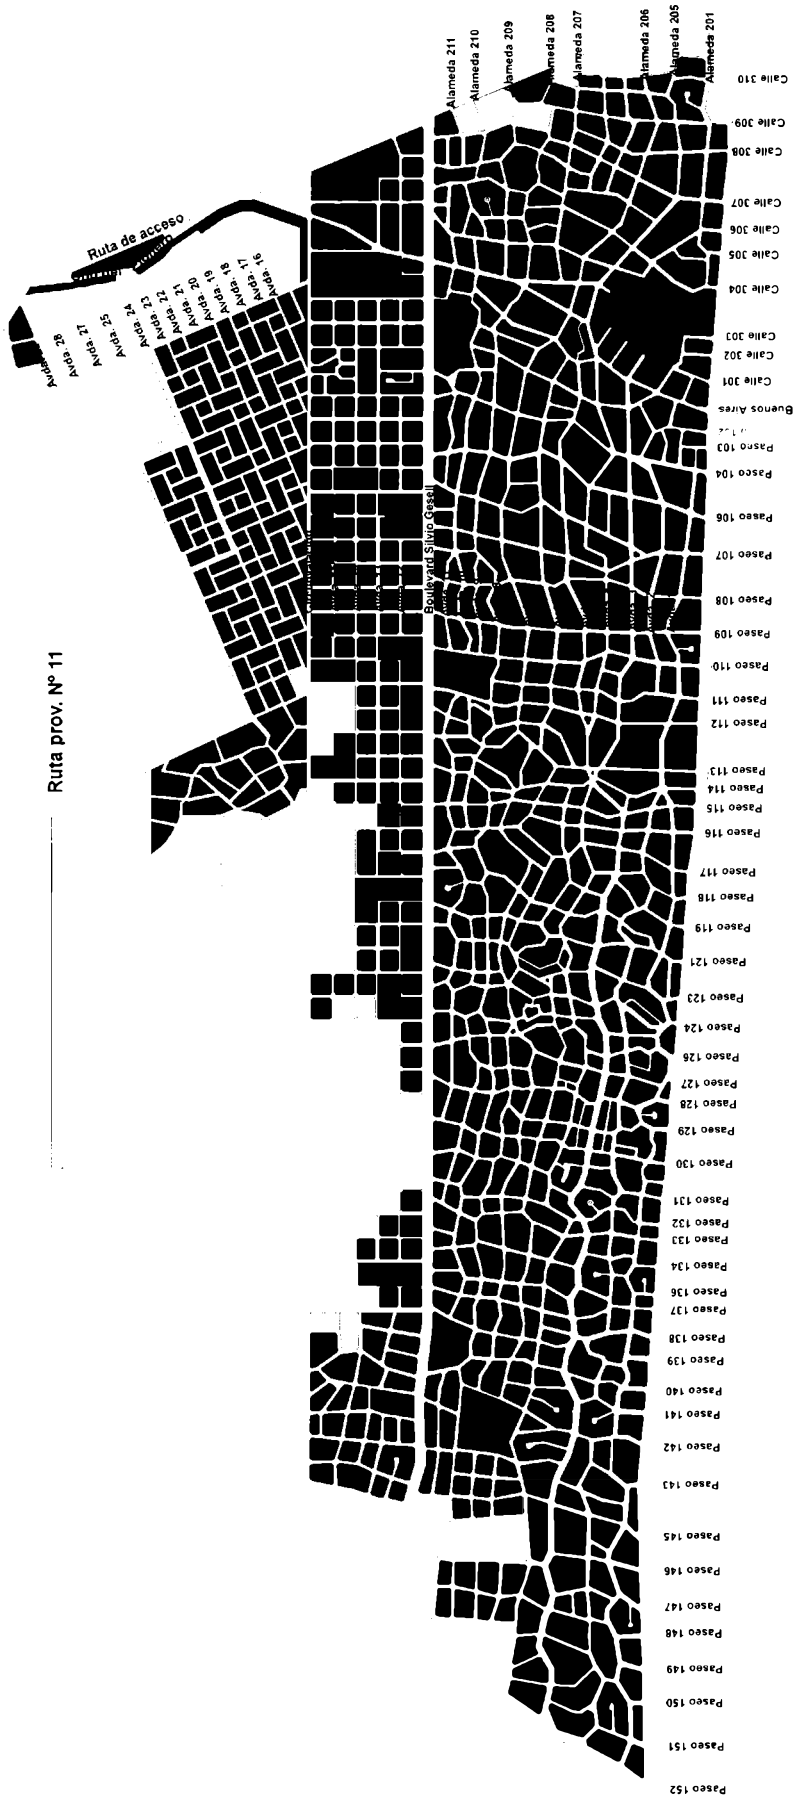 Alameda 211
Alameda 210
Alameda 209
Alameda 208
Alameda 207
Alameda 206
Alameda 205
Alameda 201
Calle 310
Calle 309
Calle 308
Calle 307
Calle 306
Calle 305
Calle 304
Calle 303
Calle 302
Calle 301
Buenos Aires
Paseo 103
Paseo 104
Paseo 106
Paseo 107
Paseo 108
Paseo 109
Paseo 110
Paseo 111
Paseo 112
Paseo 113
Paseo 114
Paseo 115
Paseo 116
Paseo 117
Paseo 118
Paseo 119
Paseo 121
Paseo 123
Paseo 124
Paseo 126
Paseo 127
Paseo 128
Paseo 129
Paseo 130
Paseo 131
Paseo 132
Paseo 133
Paseo 134
Paseo 136
Paseo 137
Paseo 138
Paseo 139
Paseo 140
Paseo 141
Paseo 142
Paseo 143
Paseo 145
Paseo 146
Paseo 147
Paseo 148
Paseo 149
Paseo 150
Paseo 151
Paseo 152
Ruta de acceso
Avda. 28
Avda. 27
Avda. 25
Avda. 24
Avda. 23
Avda. 22
Avda. 21
Avda. 20
Avda. 19
Avda. 18
Avda. 17
Avda. 16
Boulevard Silvio Gesell
Ruta prov. Nº 11